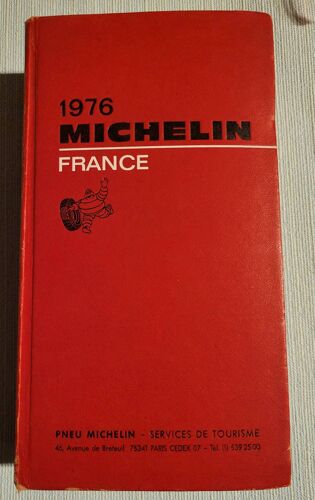 1976
MICHELIN
FRANCE
PNEU MICHELIN - SERVICES DE TOURISME
46, Avenue de Breteuil 75341 PARIS CEDEX 07 - Tél. (1) 539 25 00